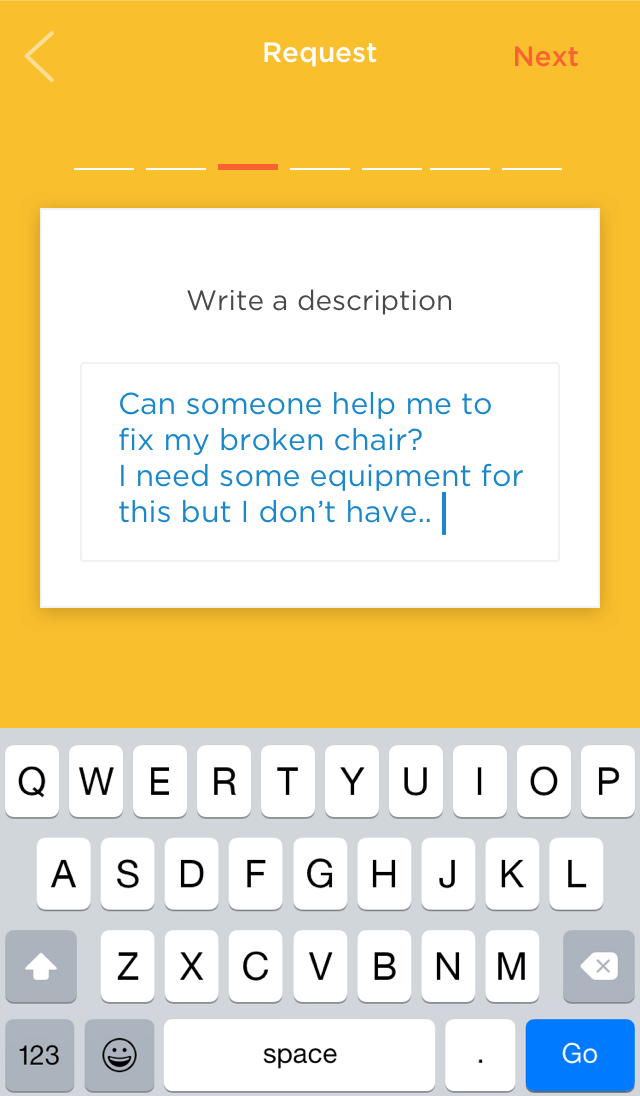 Request
Next
Write a description
Can someone help me to
fix my broken chair?
I need some equipment for
this but I don’t have..
Q W E R T Y U I O P
A S D F G H J K L
Z X C V B N M
123 space . Go